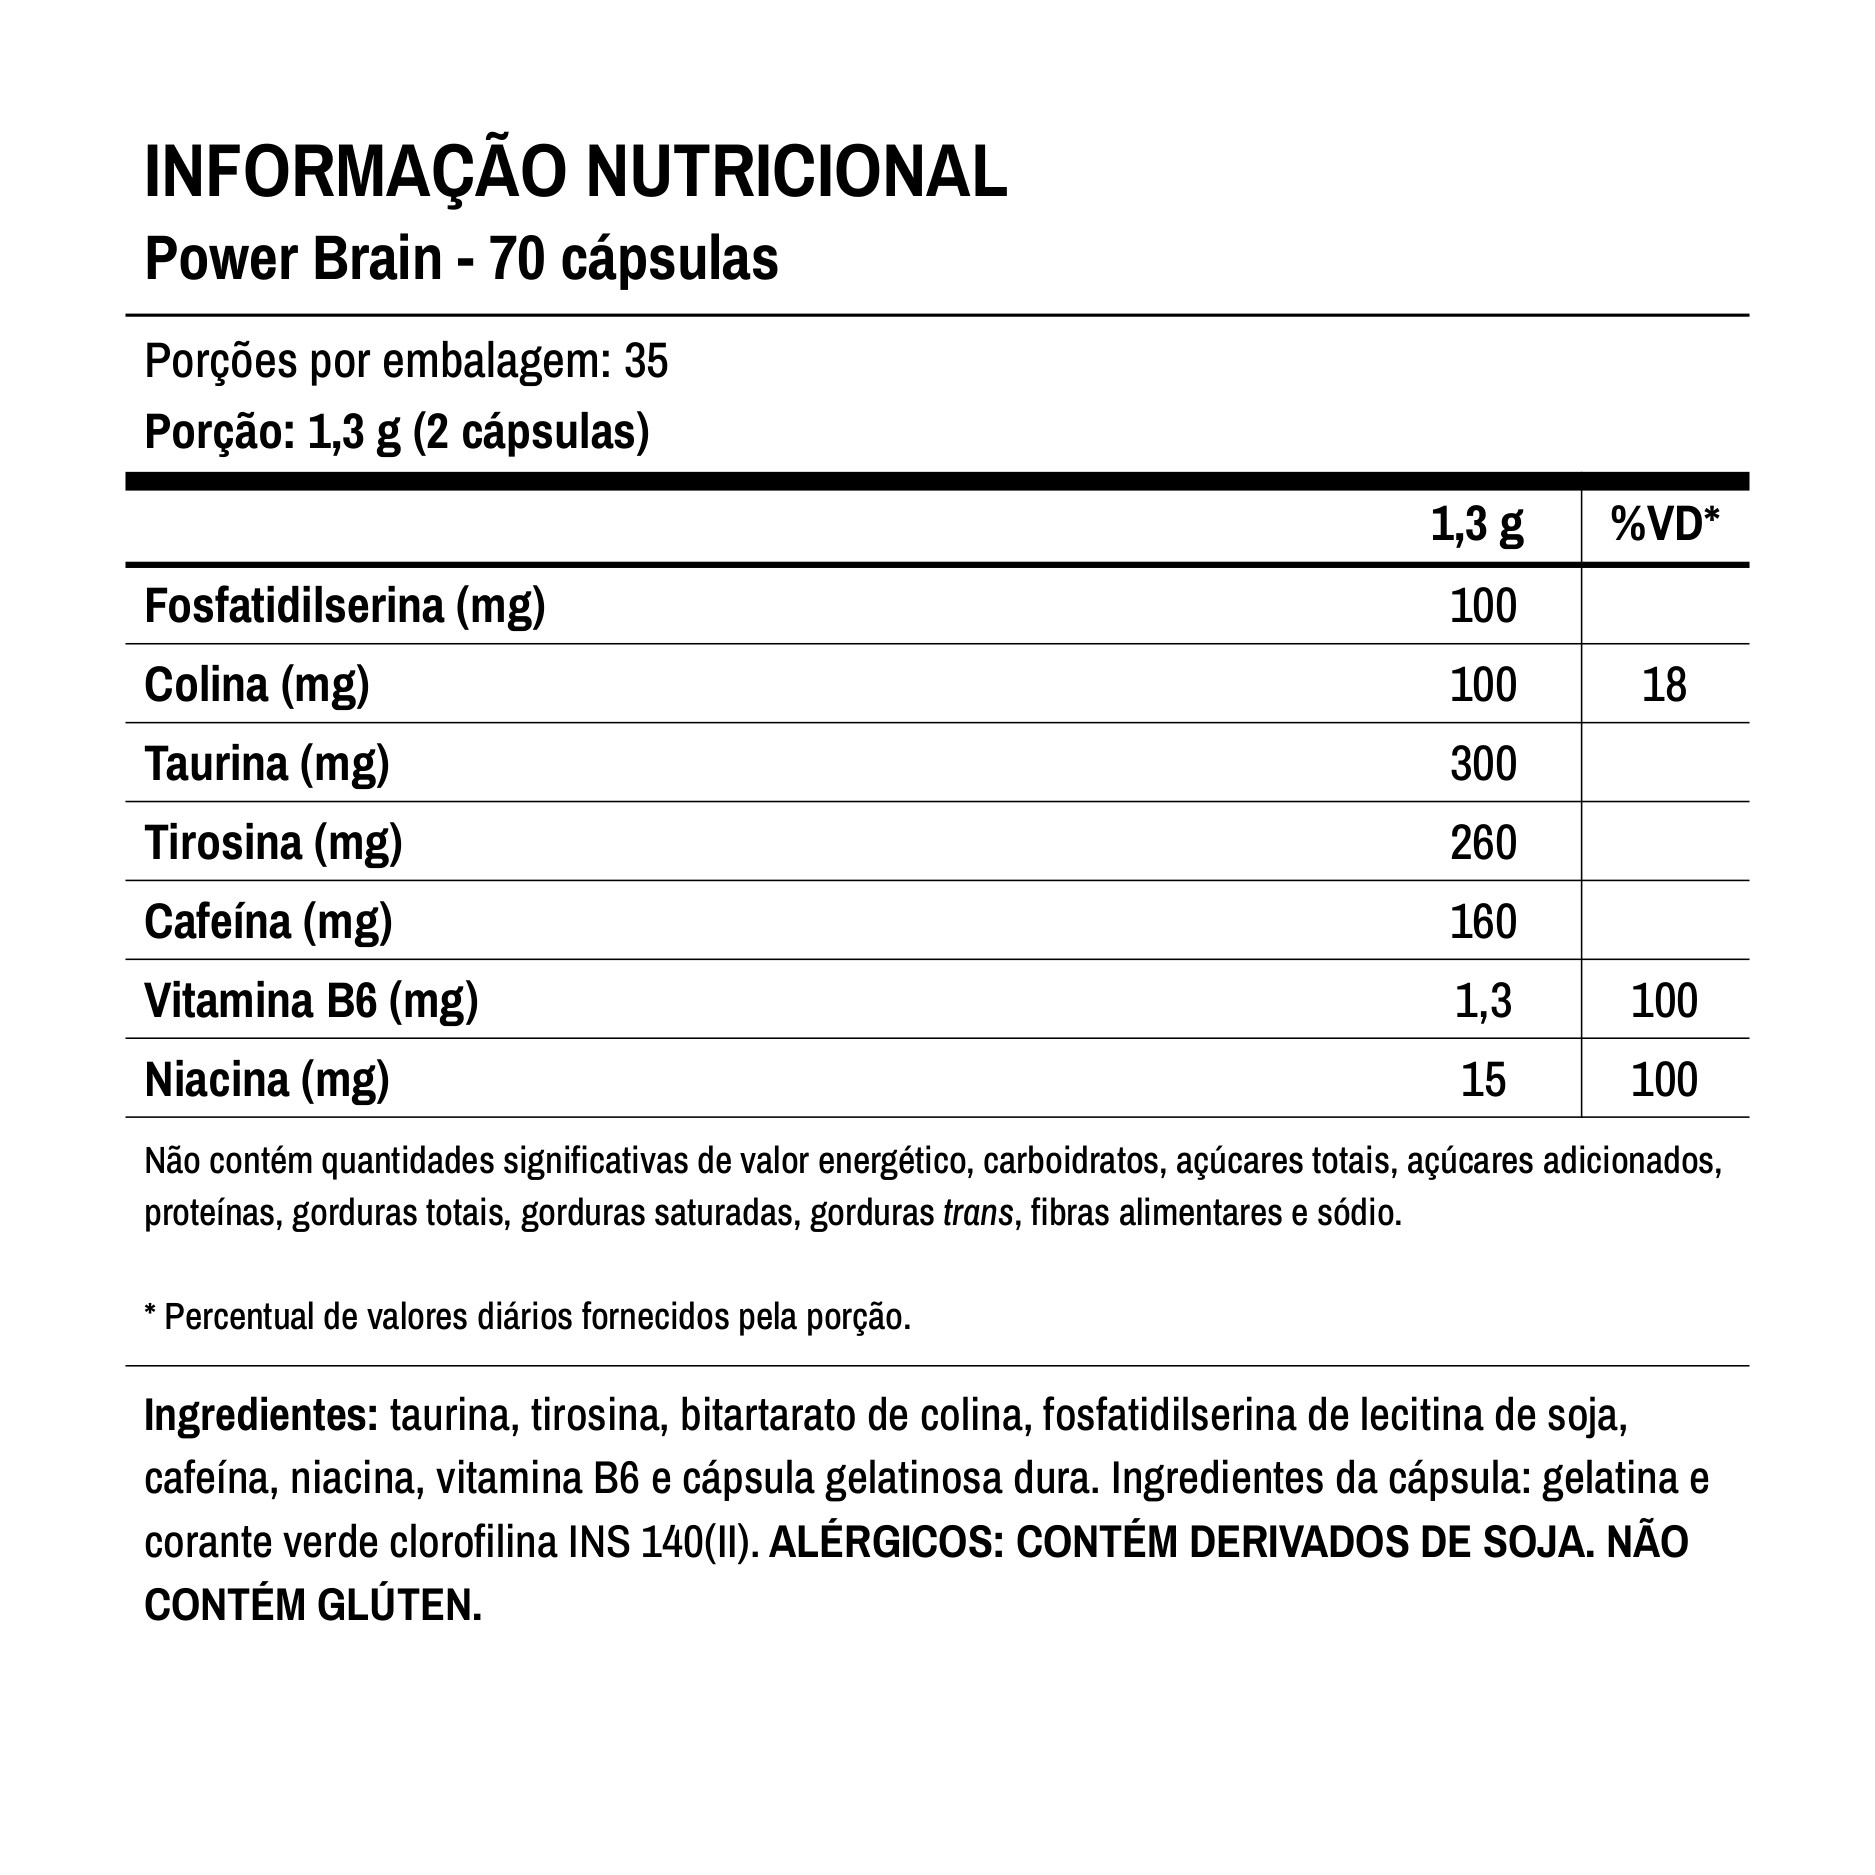 INFORMAÇÃO NUTRICIONAL
Power Brain - 70 cápsulas
Porções por embalagem: 35
Porção: 1,3 g (2 cápsulas)
1,3 g %VD*
Fosfatidilserina (mg) 100
Colina (mg) 100 18
Taurina (mg) 300
Tirosina (mg) 260
Cafeína (mg) 160
Vitamina B6 (mg) 1,3 100
Niacina (mg) 15 100
Não contém quantidades significativas de valor energético, carboidratos, açúcares totais, açúcares adicionados,
proteínas, gorduras totais, gorduras saturadas, gorduras trans, fibras alimentares e sódio.
* Percentual de valores diários fornecidos pela porção.
Ingredientes: taurina, tirosina, bitartarato de colina, fosfatidilserina de lecitina de soja,
cafeína, niacina, vitamina B6 e cápsula gelatinosa dura. Ingredientes da cápsula: gelatina e
corante verde clorofilina INS 140(II). ALÉRGICOS: CONTÉM DERIVADOS DE SOJA. NÃO
CONTÉM GLÚTEN.